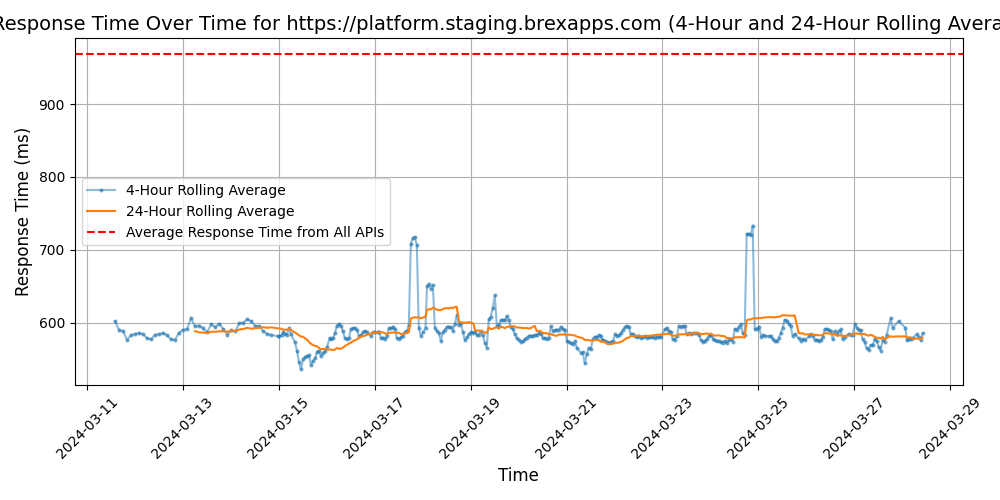 Response Time Over Time for https://platform.staging.brexapps.com (4-Hour and 24-Hour Rolling Avera
Response Time (ms)
900
800
700
600
4-Hour Rolling Average
24-Hour Rolling Average
Average Response Time from All APIs
2024-03-11
2024-03-13
2024-03-15
2024-03-17
2024-03-19
2024-03-21
2024-03-23
2024-03-25
2024-03-27
2024-03-29
Time